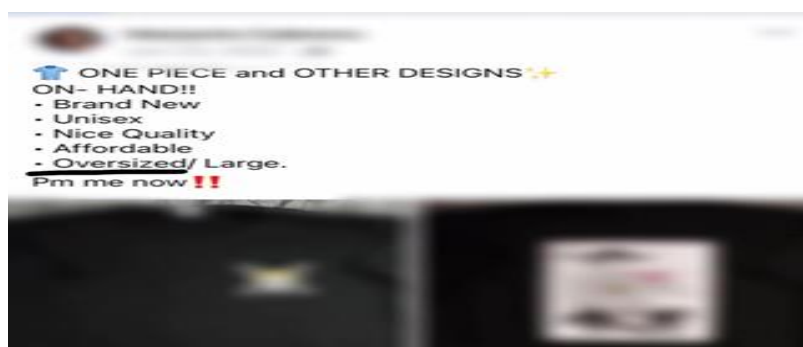 👕 ONE PIECE and OTHER DESIGNS✨
ON- HAND!!
- Brand New
- Unisex
- Nice Quality
- Affordable
- Oversized/ Large.
Pm me now‼️